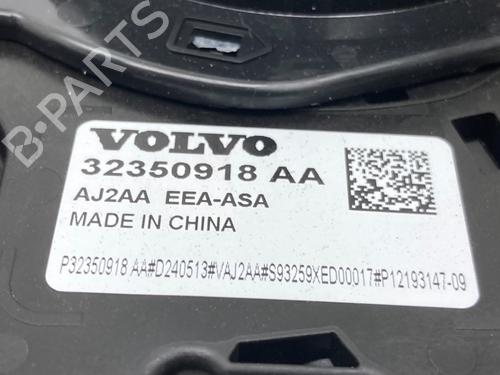 VOLVO
32350918 AA
AJ2AA EEA-ASA
MADE IN CHINA
P32350918 AA#D240513#VAJ2AA#S93259XED00017#P12193147-09
B-PARTS